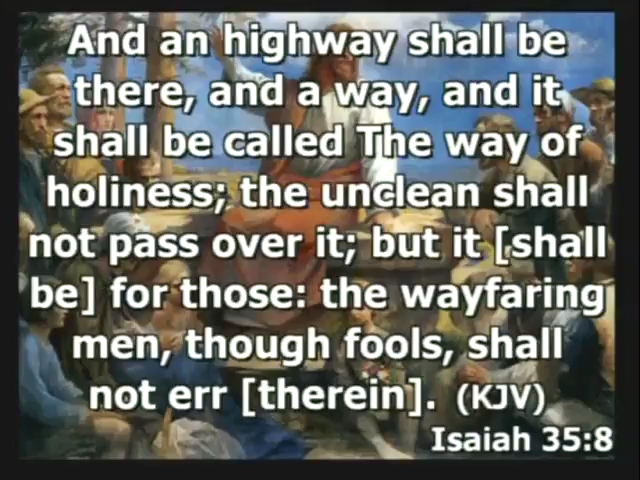 And an highway shall be
there, and a way, and it
shall be called The way of
holiness; the unclean shall
not pass over it; but it [shall
be] for those: the wayfaring
men, though fools, shall
not err [therein]. (KJV)
Isaiah 35:8